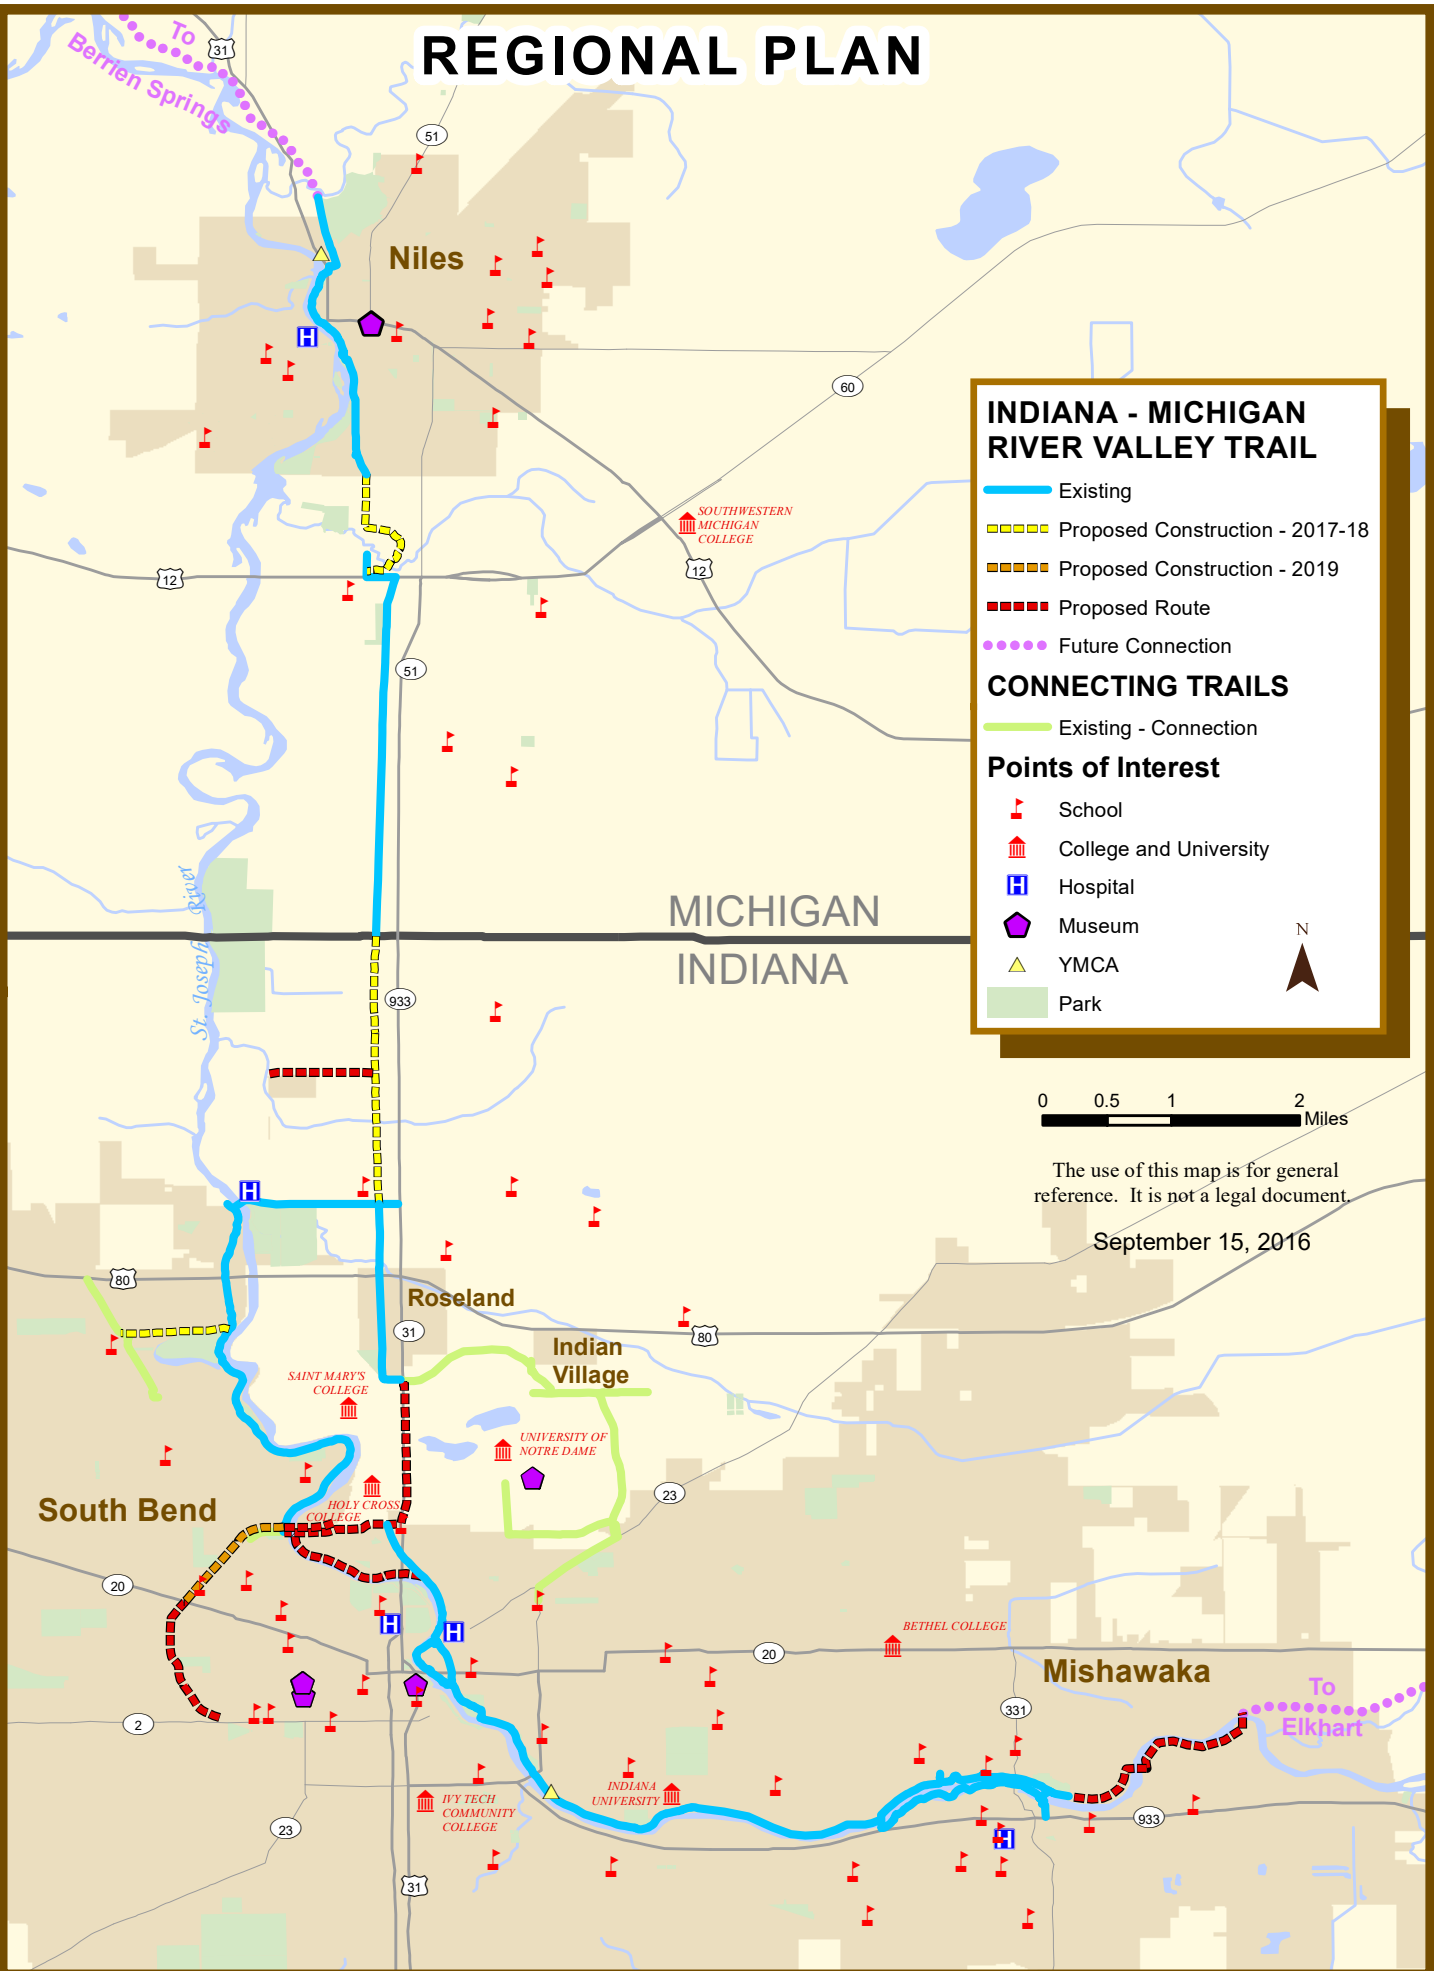 REGIONAL PLAN
To
Berrien Springs
31
51
Niles
60
INDIANA - MICHIGAN
RIVER VALLEY TRAIL
Existing
Proposed Construction - 2017-18
Proposed Construction - 2019
Proposed Route
Future Connection
CONNECTING TRAILS
Existing - Connection
Points of Interest
School
College and University
H
Hospital
Museum
YMCA
Park
N
H
SOUTHWESTERN
MICHIGAN
COLLEGE
12
12
51
St. Joseph River
MICHIGAN
INDIANA
933
0 0.5 1 2
Miles
The use of this map is for general
reference. It is not a legal document.
September 15, 2016
H
80
Roseland
31
80
Indian
Village
SAINT MARY'S
COLLEGE
UNIVERSITY OF
NOTRE DAME
23
South Bend
HOLY CROSS
COLLEGE
20
H
H
BETHEL COLLEGE
20
Mishawaka
To
Elkhart
331
2
INDIANA
UNIVERSITY
IVY TECH
COMMUNITY
COLLEGE
933
23
H
31